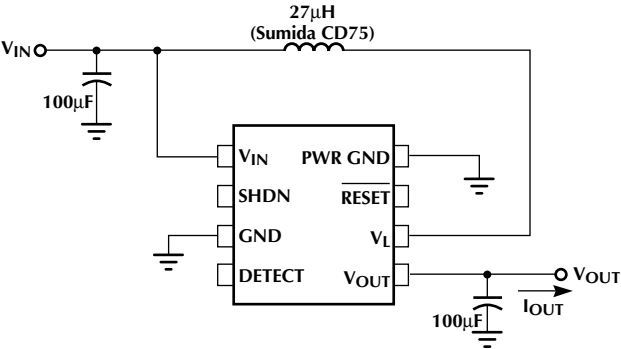 27µH
(Sumida CD75)
VIN
100µF
VIN
PWR GND
SHDN
RESET
GND
VL
DETECT
VOUT
VOUT
IOUT
100µF